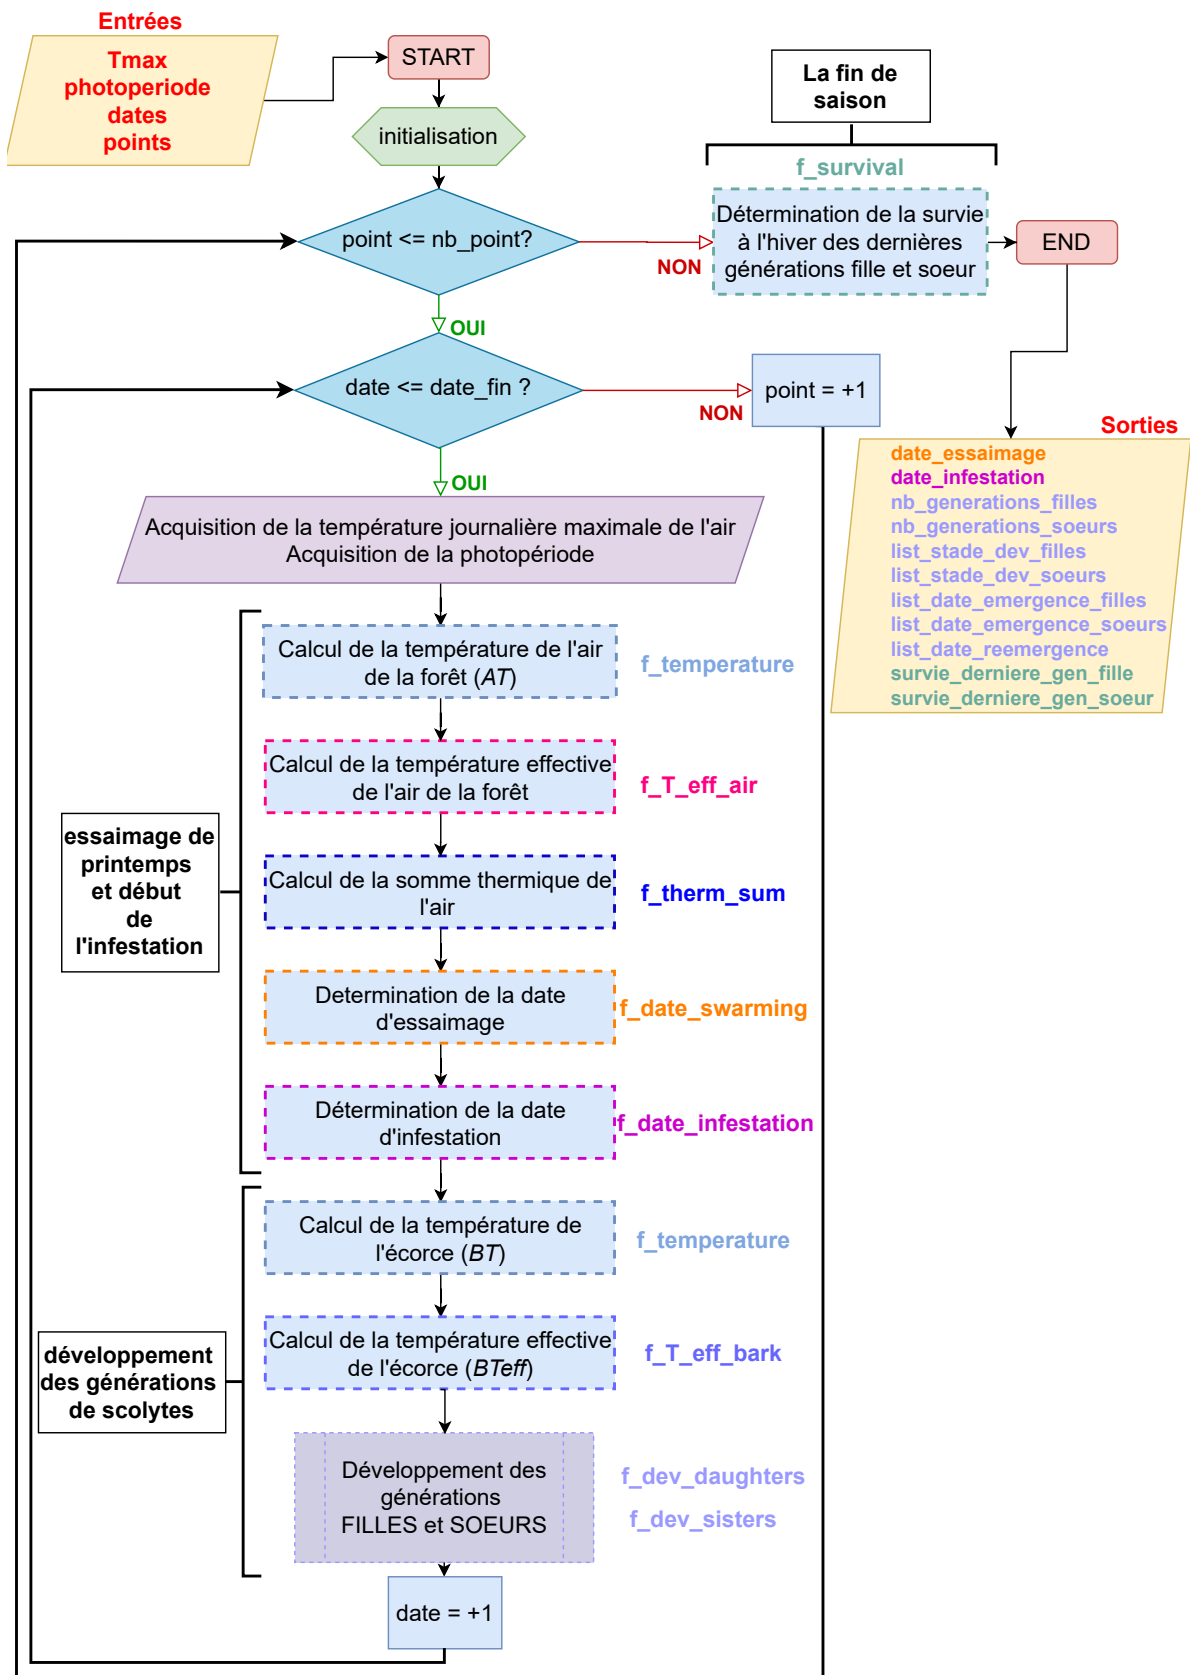 Entrées
Tmax
photoperiode
dates
points
START
initialisation
La fin de
saison
f_survival
point <= nb_point?
NON
Détermination de la survie
à l'hiver des dernières
générations fille et soeur
END
OUI
date <= date_fin ?
NON
point = +1
OUI
Sorties
date_essaimage
date_infestation
nb_generations_filles
nb_generations_soeurs
list_stade_dev_filles
list_stade_dev_soeurs
list_date_emergence_filles
list_date_emergence_soeurs
list_date_reemergence
survie_derniere_gen_fille
survie_derniere_gen_soeur
Acquisition de la température journalière maximale de l'air
Acquisition de la photopériode
essaimage de
printemps
et début
de
l'infestation
Calcul de la température de l'air
de la forêt (AT)
f_temperature
Calcul de la température effective
de l'air de la forêt
f_T_eff_air
Calcul de la somme thermique de
l'air
f_therm_sum
Determination de la date
d'essaimage
f_date_swarming
Détermination de la date
d'infestation
f_date_infestation
développement
des générations
de scolytes
Calcul de la température de
l'écorce (BT)
f_temperature
Calcul de la température effective
de l'écorce (BTeff)
f_T_eff_bark
Développement des
générations
FILLES et SOEURS
f_dev_daughters
f_dev_sisters
date = +1